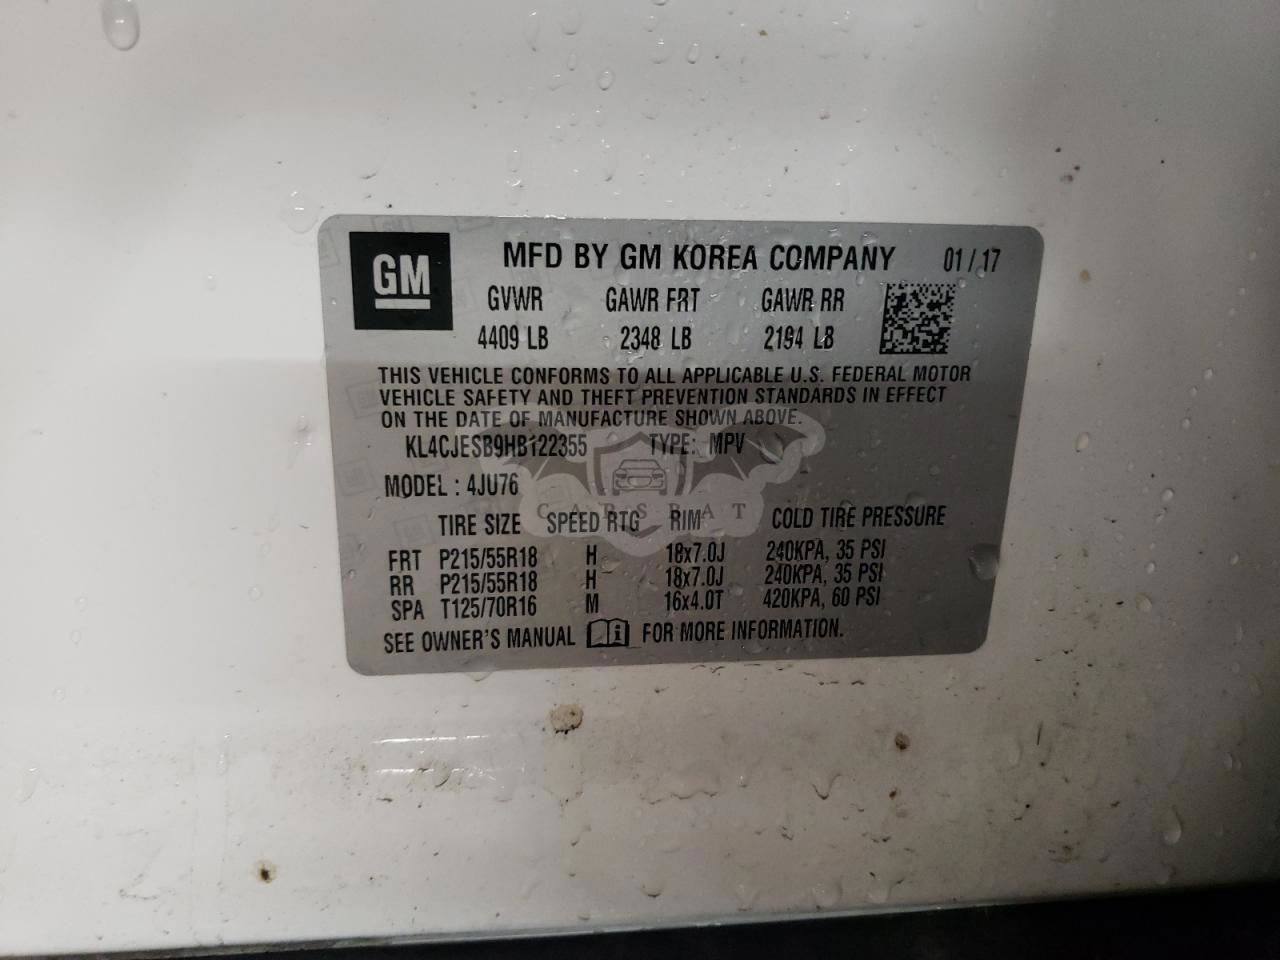 GM
MFD BY GM KOREA COMPANY 01/17
GVWR GAWR FRT GAWR RR
4409 LB 2348 LB 2194 LB
THIS VEHICLE CONFORMS TO ALL APPLICABLE U.S. FEDERAL MOTOR
VEHICLE SAFETY AND THEFT PREVENTION STANDARDS IN EFFECT
ON THE DATE OF MANUFACTURE SHOWN ABOVE.
KL4CJESB9HB122355 TYPE: MPV
MODEL : 4JU76
CARSBAT
TIRE SIZE SPEED RTG RIM COLD TIRE PRESSURE
FRT P215/55R18 H 18x7.0J 240KPA, 35 PSI
RR P215/55R18 H 18x7.0J 240KPA, 35 PSI
SPA T125/70R16 M 16x4.0T 420KPA, 60 PSI
SEE OWNER'S MANUAL i FOR MORE INFORMATION.